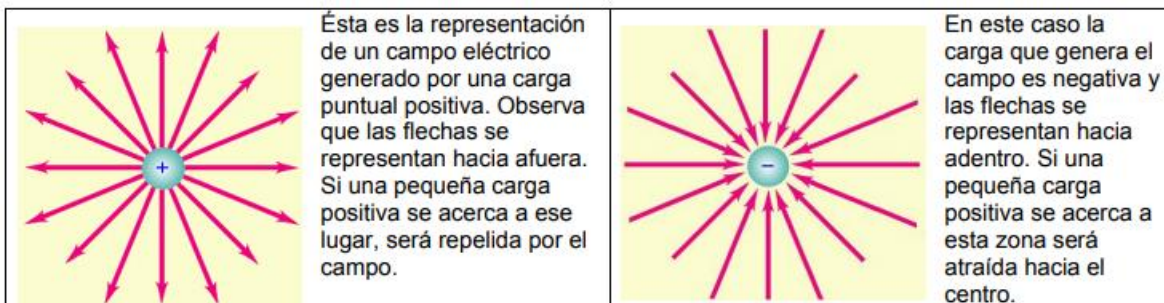 Ésta es la representación
de un campo eléctrico
generado por una carga
puntual positiva. Observa
que las flechas se
representan hacia afuera.
Si una pequeña carga
positiva se acerca a ese
lugar, será repelida por el
campo.
+
En este caso la
carga que genera el
campo es negativa y
las flechas se
representan hacia
adentro. Si una
pequeña carga
positiva se acerca a
esta zona será
atraída hacia el
centro.
−